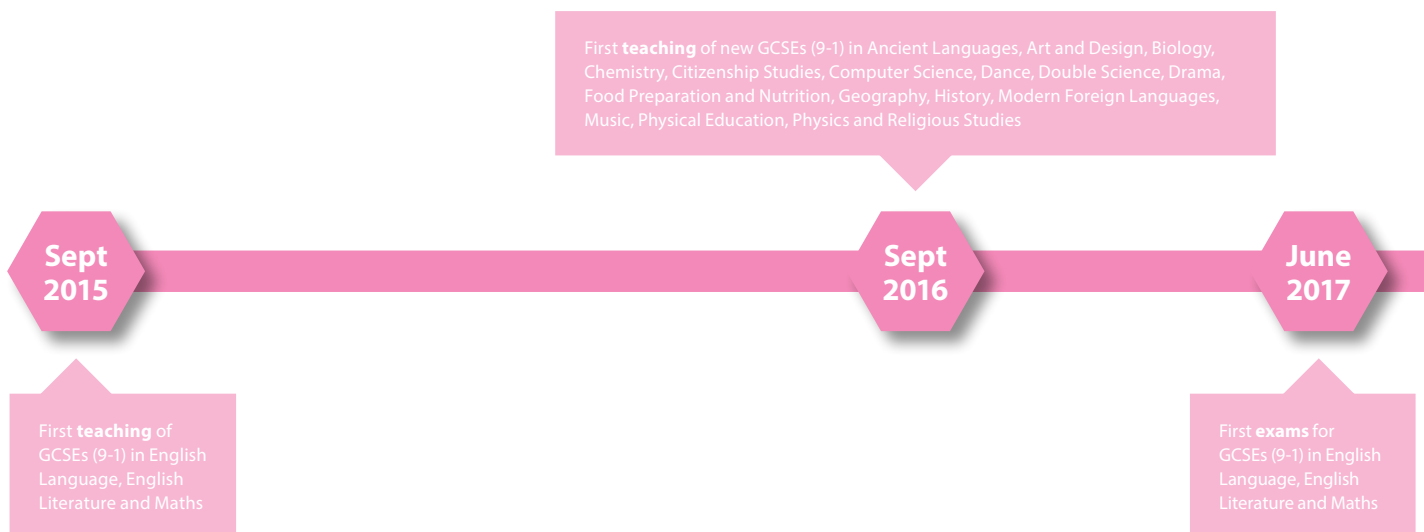 First teaching of new GCSEs (9-1) in Ancient Languages, Art and Design, Biology,
Chemistry, Citizenship Studies, Computer Science, Dance, Double Science, Drama,
Food Preparation and Nutrition, Geography, History, Modern Foreign Languages,
Music, Physical Education, Physics and Religious Studies
Sept
2015
Sept
2016
June
2017
First teaching of
GCSEs (9-1) in English
Language, English
Literature and Maths
First exams for
GCSEs (9-1) in English
Language, English
Literature and Maths